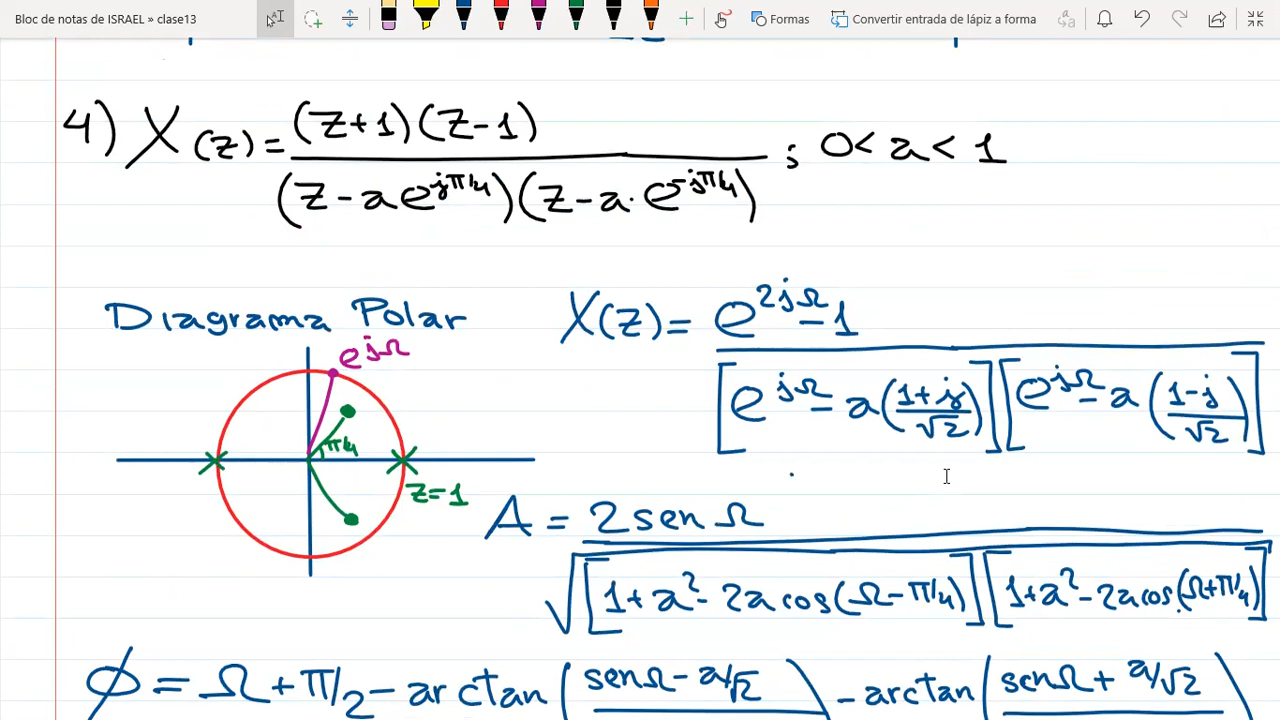 Bloc de notas de ISRAEL » clase13
Formas
Convertir entrada de lápiz a forma
4) X(z) = (z+1)(z-1) / (z - a e^{jπ/4})(z - a · e^{-jπ/4}) ; 0 < a < 1
Diagrama Polar
e^{jΩ}
π/4
z=1
X(z) = e^{2jΩ} - 1 / [e^{jΩ} - a((1+j)/√2)][e^{jΩ} - a((1-j)/√2)]
A = 2 sen Ω / √[1+a² - 2a cos(Ω - π/4)][1+a² - 2a cos(Ω + π/4)]
φ = Ω + π/2 - arctan( senΩ - a/√2 ) - arctan( senΩ + a/√2 )